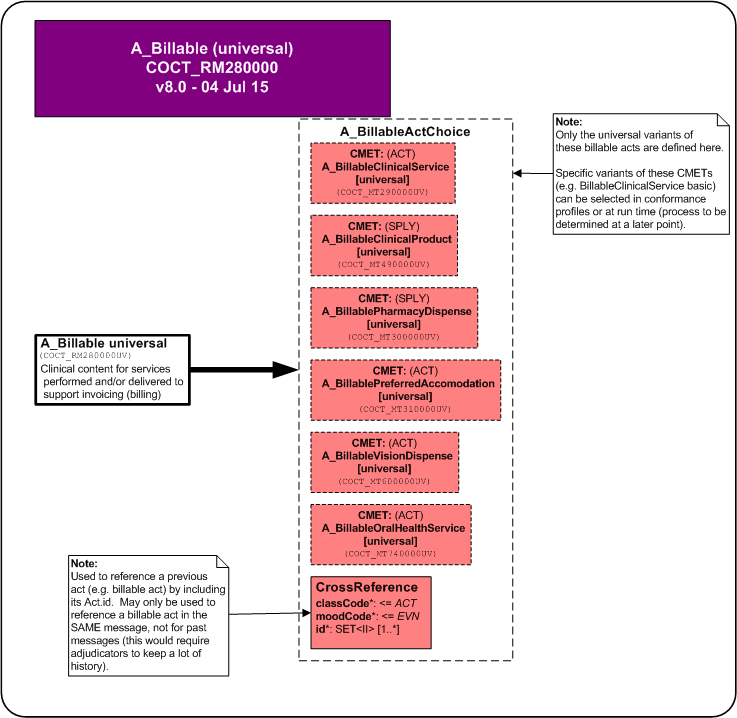 A_Billable (universal)
COCT_RM280000
v8.0 - 04 Jul 15
A_BillableActChoice
CMET: (ACT)
A_BillableClinicalService
[universal]
(COCT_MT290000UV)
CMET: (SPLY)
A_BillableClinicalProduct
[universal]
(COCT_MT490000UV)
CMET: (SPLY)
A_BillablePharmacyDispense
[universal]
(COCT_MT300000UV)
CMET: (ACT)
A_BillablePreferredAccomodation
[universal]
(COCT_MT310000UV)
CMET: (ACT)
A_BillableVisionDispense
[universal]
(COCT_MT600000UV)
CMET: (ACT)
A_BillableOralHealthService
[universal]
(COCT_MT740000UV)
CrossReference
classCode*: <= ACT
moodCode*: <= EVN
id*: SET<II> [1..*]
Note:
Only the universal variants of
these billable acts are defined here.
Specific variants of these CMETs
(e.g. BillableClinicalService basic)
can be selected in conformance
profiles or at run time (process to be
determined at a later point).
A_Billable universal
(COCT_RM280000UV)
Clinical content for services
performed and/or delivered to
support invoicing (billing)
Note:
Used to reference a previous
act (e.g. billable act) by including
its Act.id. May only be used to
reference a billable act in the
SAME message, not for past
messages (this would require
adjudicators to keep a lot of
history).